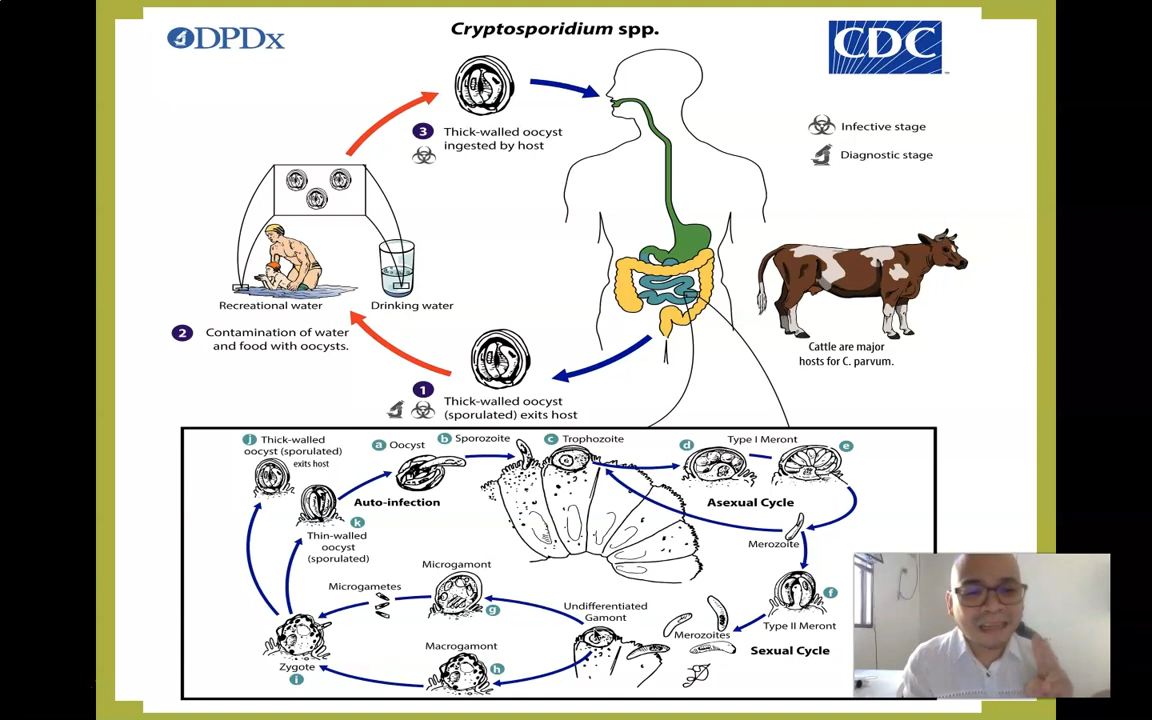 DPDx
Cryptosporidium spp.
CDC
3
Thick-walled oocyst
ingested by host
Infective stage
Diagnostic stage
Recreational water
Drinking water
2
Contamination of water
and food with oocysts.
Cattle are major
hosts for C. parvum.
1
Thick-walled oocyst
(sporulated) exits host
j
Thick-walled
oocyst (sporulated)
exits host
a
Oocyst
b
Sporozoite
c
Trophozoite
d
Type I Meront
e
Auto-infection
Asexual Cycle
k
Thin-walled
oocyst
(sporulated)
Merozoite
Microgamont
Microgametes
g
f
Undifferentiated
Gamont
Type II Meront
Merozoites
Macrogamont
Sexual Cycle
Zygote
h
i